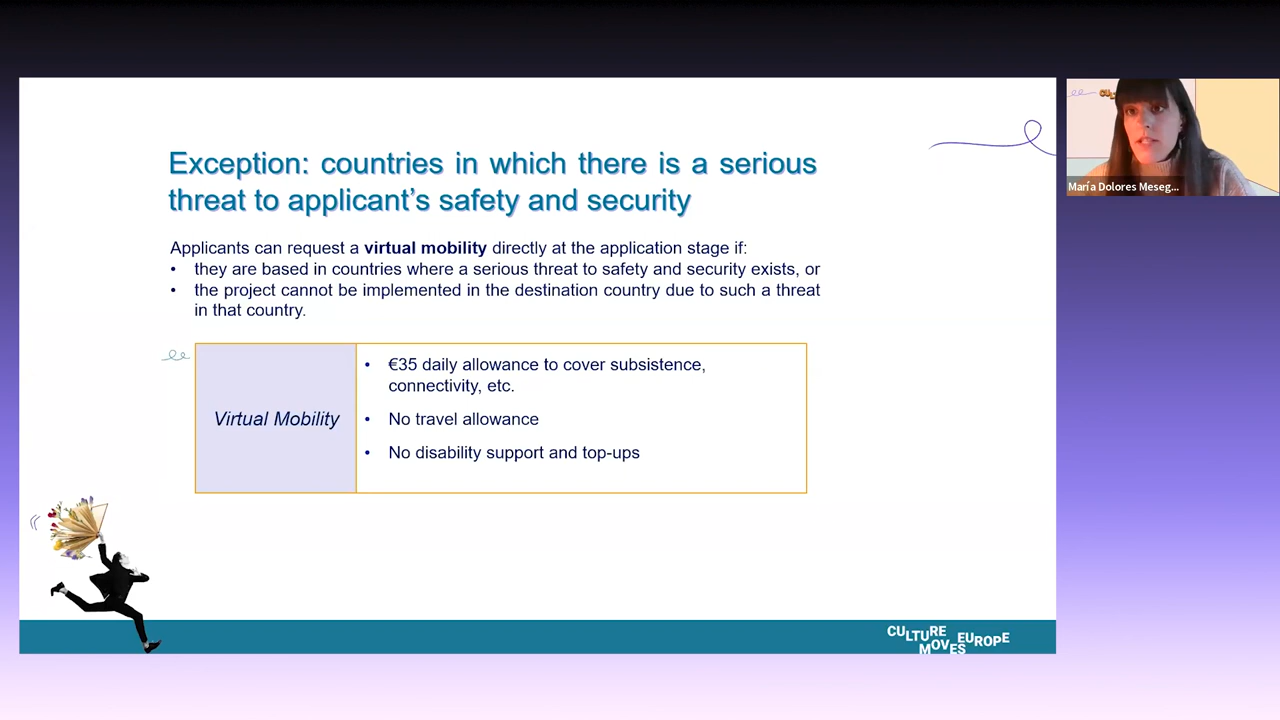 Exception: countries in which there is a serious
threat to applicant's safety and security
Applicants can request a virtual mobility directly at the application stage if:
• they are based in countries where a serious threat to safety and security exists, or
• the project cannot be implemented in the destination country due to such a threat
in that country.
Virtual Mobility
• €35 daily allowance to cover subsistence,
connectivity, etc.
• No travel allowance
• No disability support and top-ups
CULTURE
MOVES EUROPE
María Dolores Meseg...